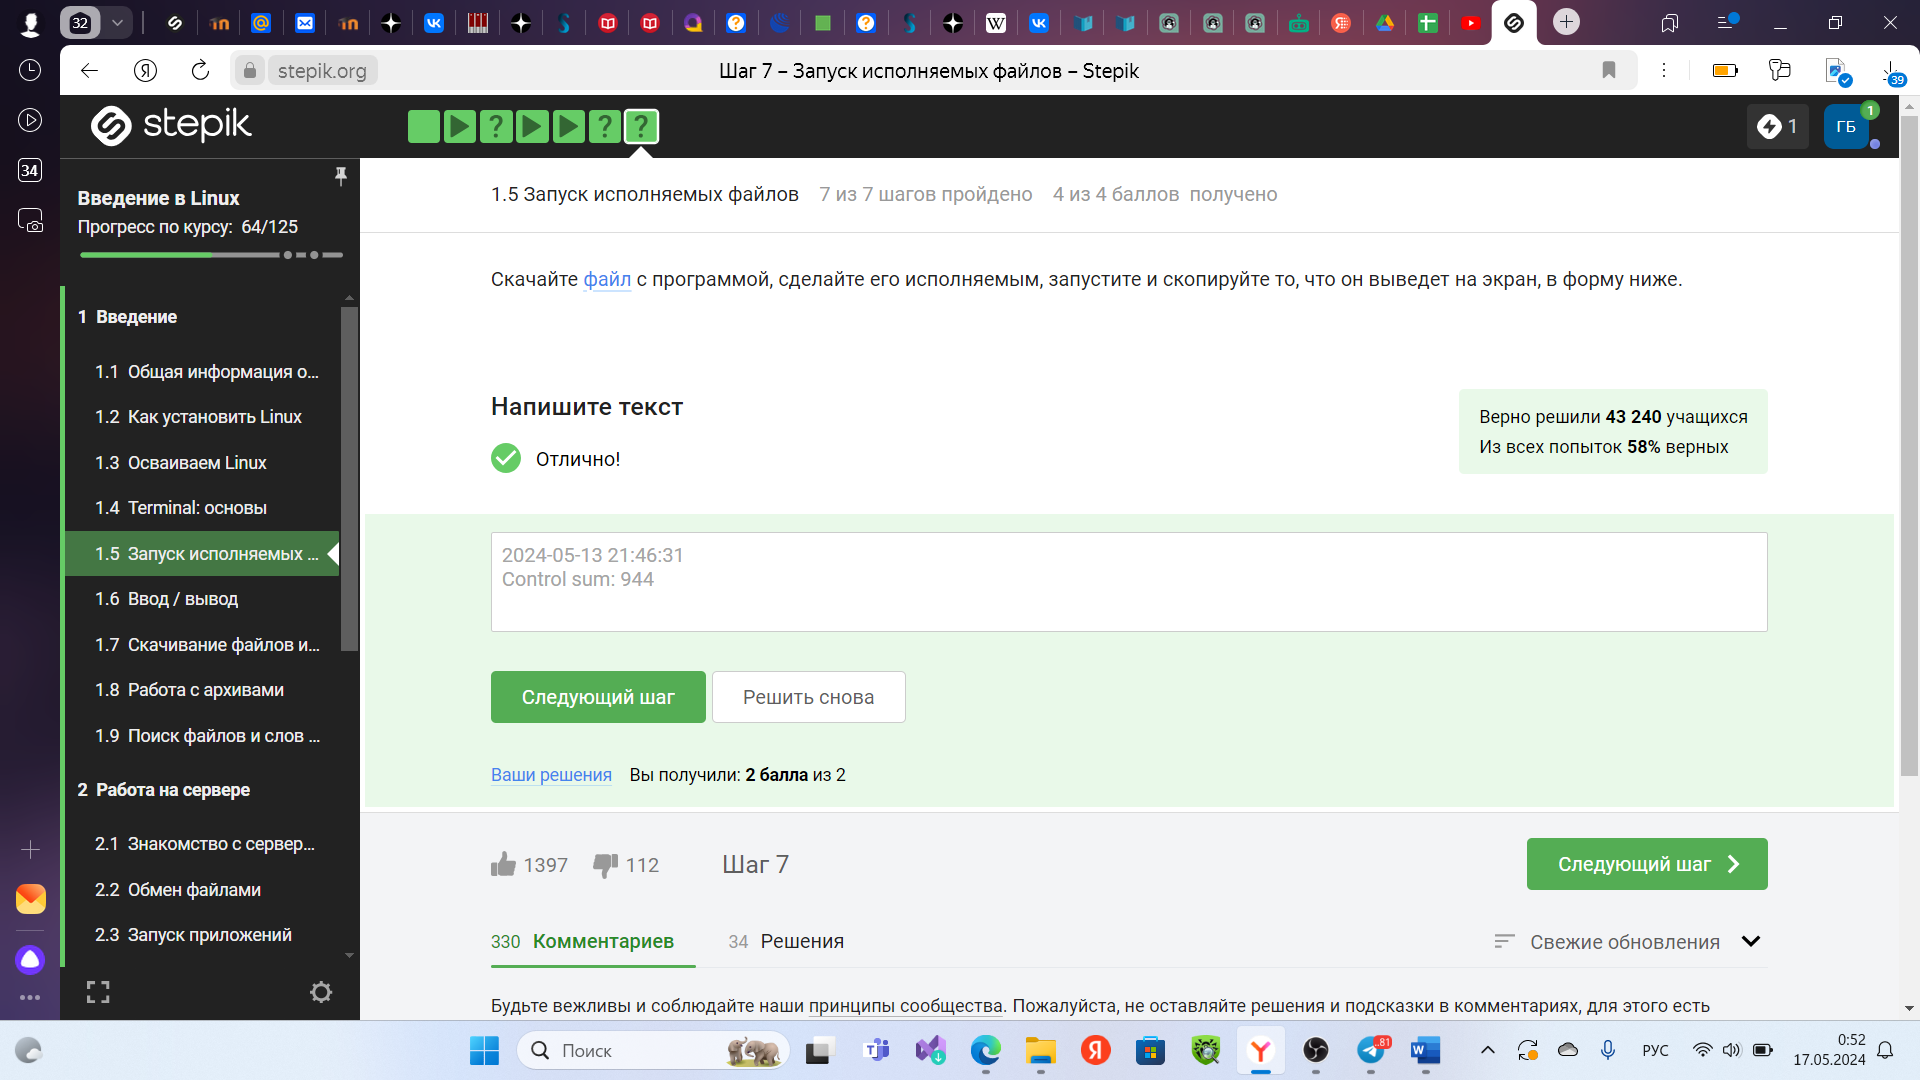 32
stepik.org
Шаг 7 – Запуск исполняемых файлов – Stepik
39
34
stepik
1
ГБ
1
Введение в Linux
Прогресс по курсу: 64/125
1 Введение
1.1 Общая информация о...
1.2 Как установить Linux
1.3 Осваиваем Linux
1.4 Terminal: основы
1.5 Запуск исполняемых ...
1.6 Ввод / вывод
1.7 Скачивание файлов и...
1.8 Работа с архивами
1.9 Поиск файлов и слов ...
2 Работа на сервере
2.1 Знакомство с сервер...
2.2 Обмен файлами
2.3 Запуск приложений
1.5 Запуск исполняемых файлов 7 из 7 шагов пройдено 4 из 4 баллов получено
Скачайте файл с программой, сделайте его исполняемым, запустите и скопируйте то, что он выведет на экран, в форму ниже.
Напишите текст
Отлично!
Верно решили 43 240 учащихся
Из всех попыток 58% верных
2024-05-13 21:46:31
Control sum: 944
Следующий шаг
Решить снова
Ваши решения Вы получили: 2 балла из 2
1397
112
Шаг 7
Следующий шаг
330 Комментариев
34 Решения
Свежие обновления
Будьте вежливы и соблюдайте наши принципы сообщества. Пожалуйста, не оставляйте решения и подсказки в комментариях, для этого есть
Поиск
81
РУС
0:52
17.05.2024